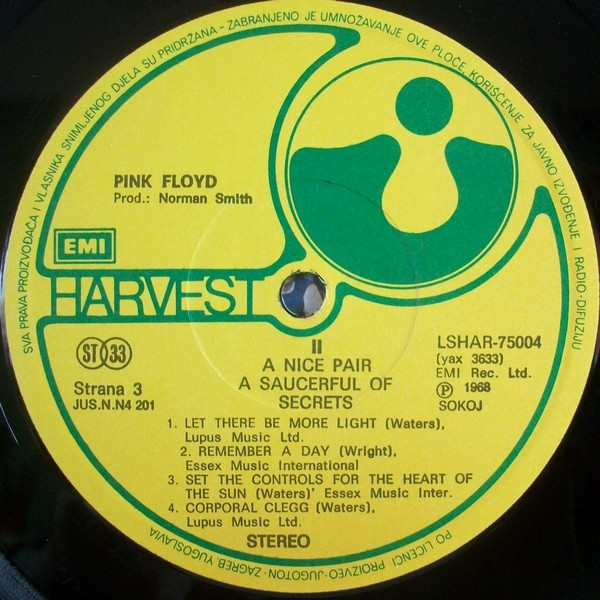 SVA PRAVA PROIZVOĐAČA I VLASNIKA SNIMLJENOG DJELA SU PRIDRŽANA - ZABRANJENO JE UMNOŽAVANJE OVE PLOČE, KORIŠĆENJE ZA JAVNO IZVOĐENJE I RADIO-DIFUZIJU
PINK FLOYD
Prod.: Norman Smith
EMI
HARVEST
ST 33
Strana 3
JUS.N.N4 201
II
A NICE PAIR
A SAUCERFUL OF
SECRETS
LSHAR-75004
(yax 3633)
EMI Rec. Ltd.
Ⓟ 1968
SOKOJ
1. LET THERE BE MORE LIGHT (Waters),
Lupus Music Ltd.
2. REMEMBER A DAY (Wright),
Essex Music International
3. SET THE CONTROLS FOR THE HEART OF
THE SUN (Waters)' Essex Music Inter.
4. CORPORAL CLEGG (Waters),
Lupus Music Ltd.
STEREO
PO LICENCI PROIZVEO-JUGOTON-ZAGREB, YUGOSLAVIA